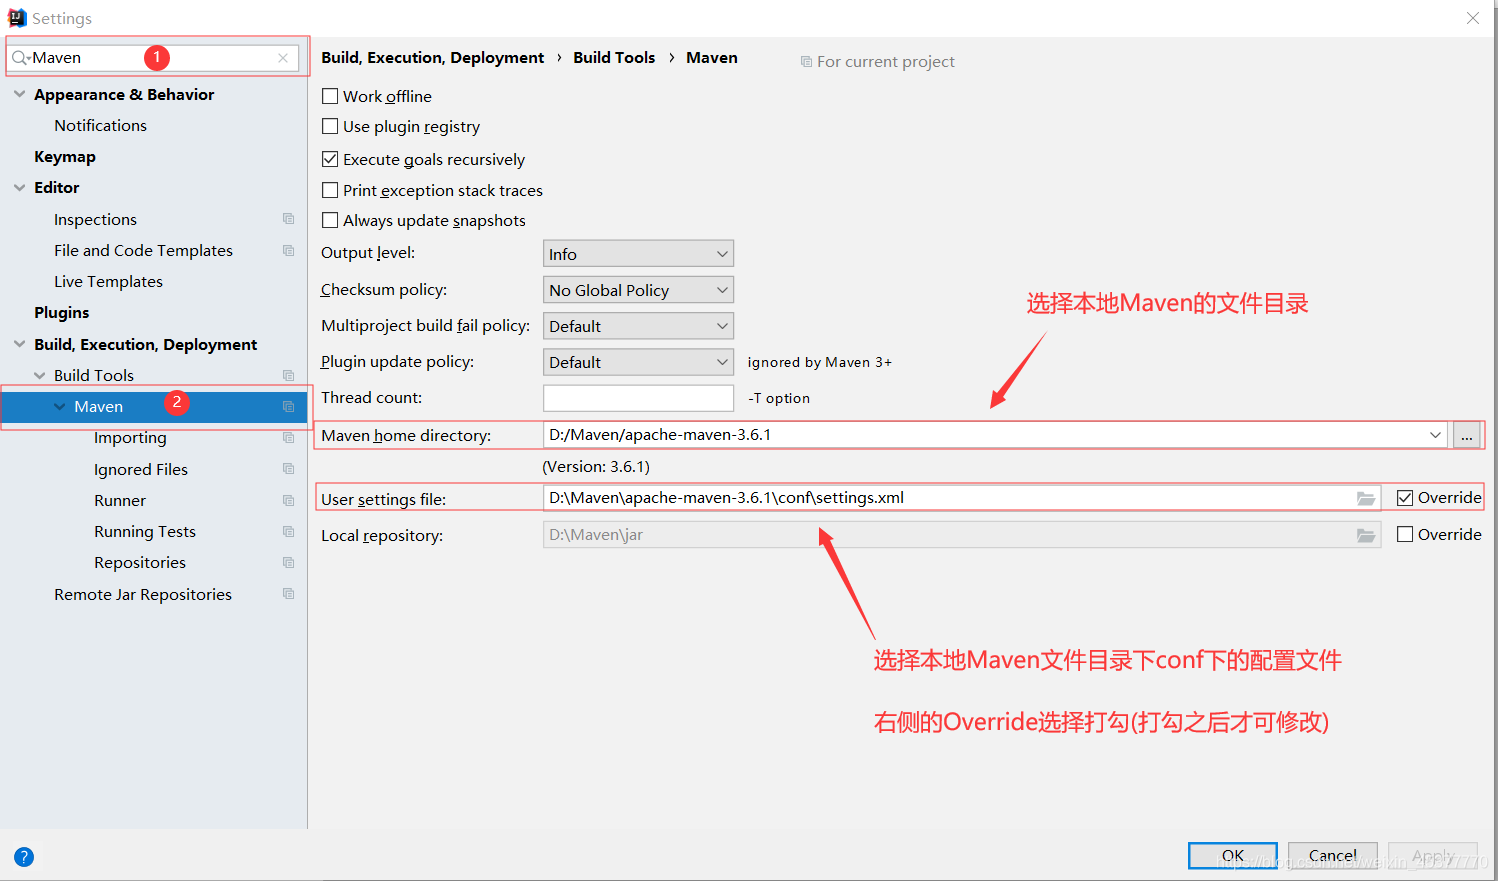 Settings
Maven
1
Appearance & Behavior
Notifications
Keymap
Editor
Inspections
File and Code Templates
Live Templates
Plugins
Build, Execution, Deployment
Build Tools
Maven
2
Importing
Ignored Files
Runner
Running Tests
Repositories
Remote Jar Repositories
Build, Execution, Deployment › Build Tools › Maven
For current project
Work offline
Use plugin registry
Execute goals recursively
Print exception stack traces
Always update snapshots
Output level: Info
Checksum policy: No Global Policy
Multiproject build fail policy: Default
Plugin update policy: Default ignored by Maven 3+
Thread count: -T option
选择本地Maven的文件目录
Maven home directory: D:/Maven/apache-maven-3.6.1 ...
(Version: 3.6.1)
User settings file: D:\Maven\apache-maven-3.6.1\conf\settings.xml Override
Local repository: D:\Maven\jar Override
选择本地Maven文件目录下conf下的配置文件
右侧的Override选择打勾(打勾之后才可修改)
?
OK Cancel Apply